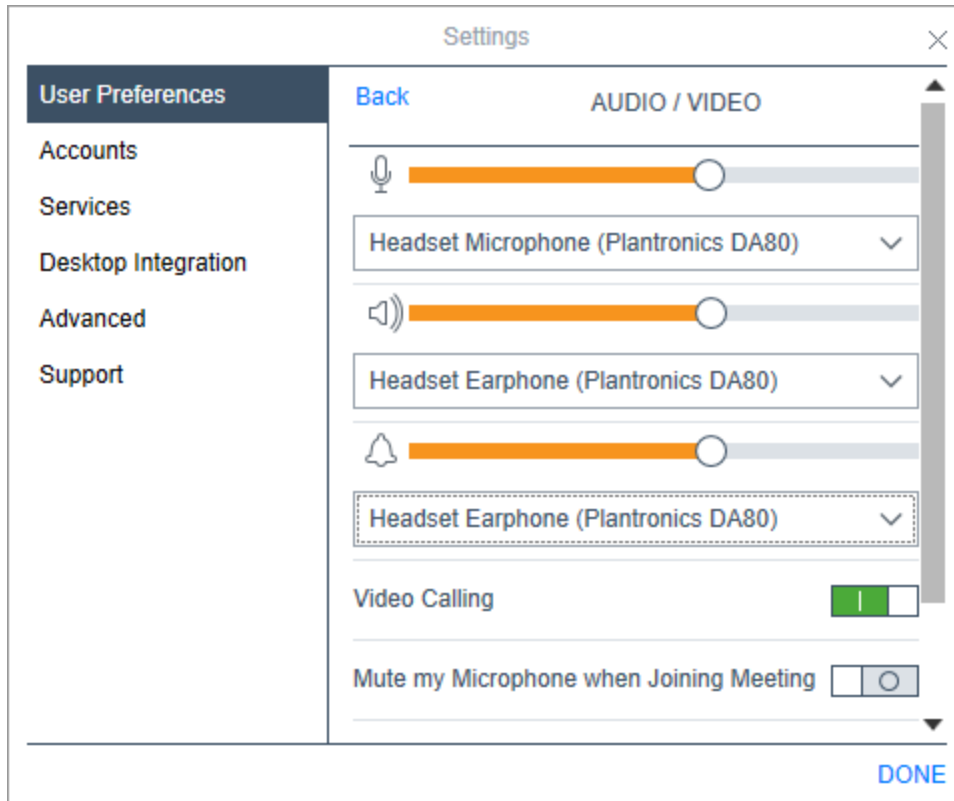 Settings
User Preferences
Accounts
Services
Desktop Integration
Advanced
Support
Back
AUDIO / VIDEO
Headset Microphone (Plantronics DA80)
Headset Earphone (Plantronics DA80)
Headset Earphone (Plantronics DA80)
Video Calling
Mute my Microphone when Joining Meeting
DONE